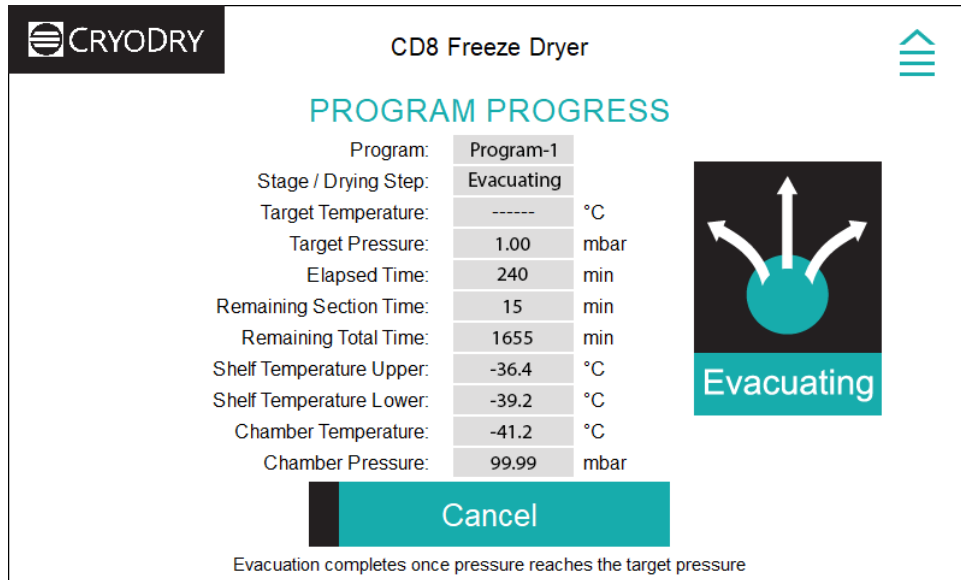 CRYODRY
CD8 Freeze Dryer
PROGRAM PROGRESS
Program: Program-1
Stage / Drying Step: Evacuating
Target Temperature: ------ °C
Target Pressure: 1.00 mbar
Elapsed Time: 240 min
Remaining Section Time: 15 min
Remaining Total Time: 1655 min
Shelf Temperature Upper: -36.4 °C
Shelf Temperature Lower: -39.2 °C
Chamber Temperature: -41.2 °C
Chamber Pressure: 99.99 mbar
Evacuating
Cancel
Evacuation completes once pressure reaches the target pressure